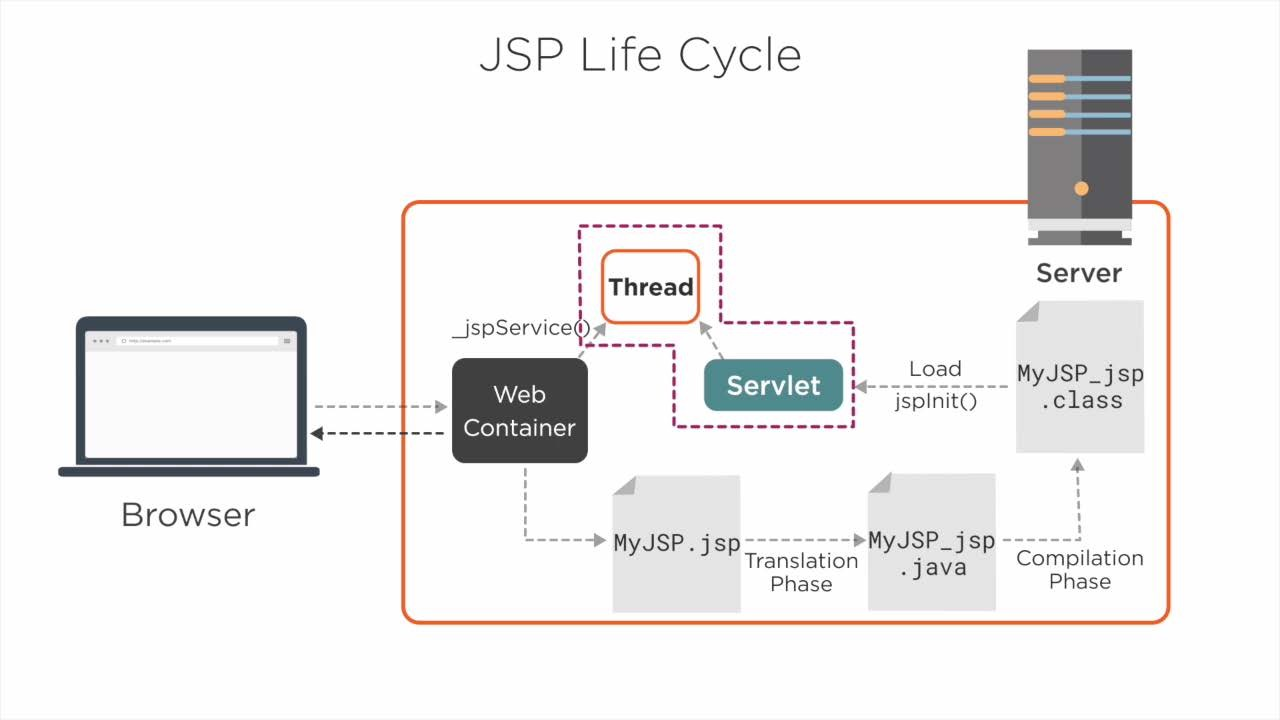 JSP Life Cycle
Server
Thread
_jspService()
Web
Container
Servlet
Load
jspInit()
MyJSP_jsp
.class
Browser
MyJSP.jsp
Translation
Phase
MyJSP_jsp
.java
Compilation
Phase